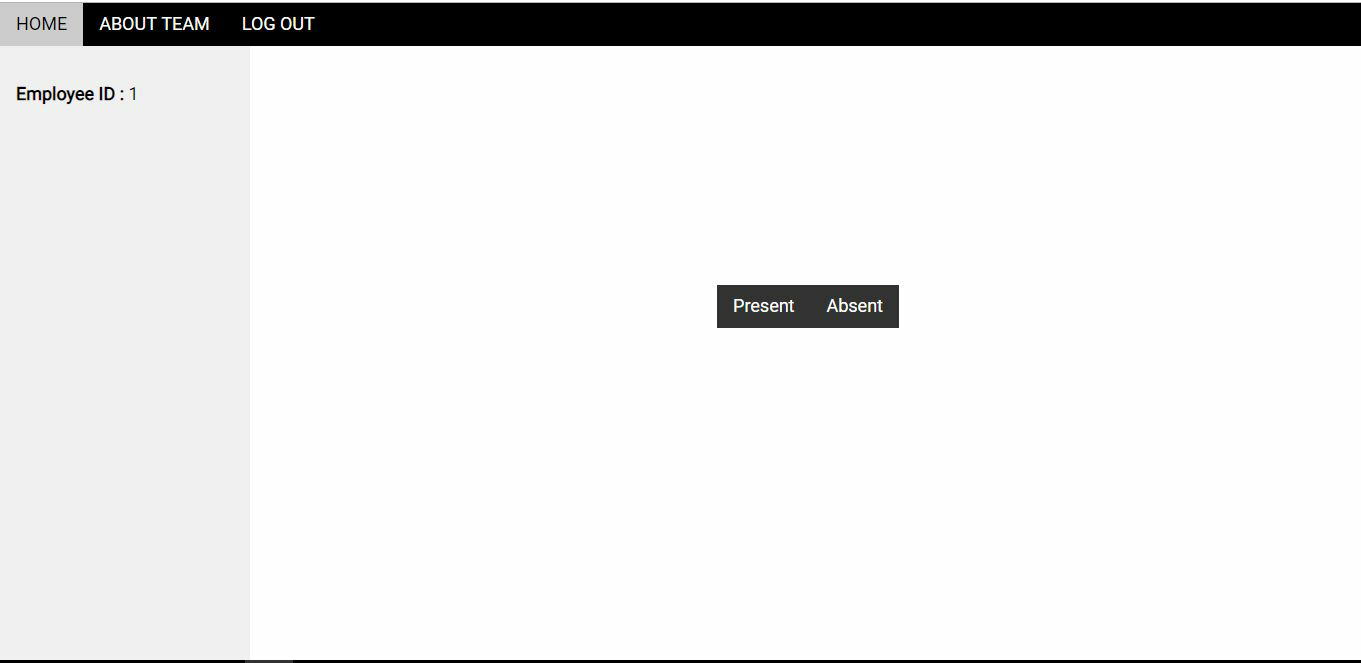 HOME ABOUT TEAM LOG OUT
Employee ID : 1
Present Absent